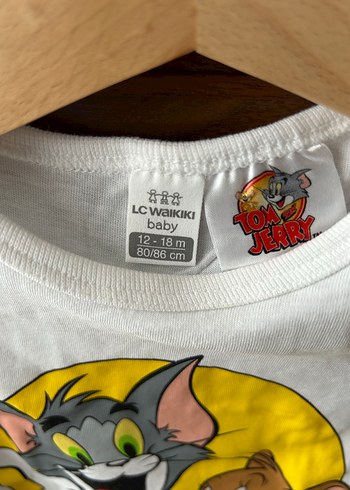 LC WAIKIKI
baby
12 - 18 m
80/86 cm
TOM
AND
JERRY